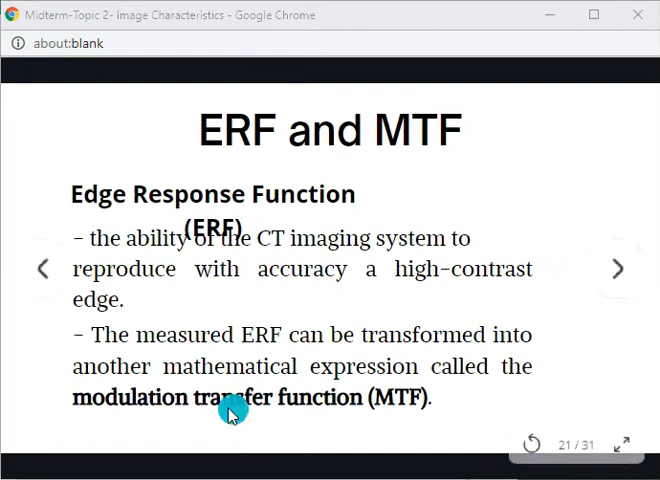 Midterm-Topic 2- Image Characteristics - Google Chrome
about:blank
ERF and MTF
Edge Response Function
(ERF)
- the ability of the CT imaging system to
reproduce with accuracy a high-contrast
edge.
- The measured ERF can be transformed into
another mathematical expression called the
modulation transfer function (MTF).
21 / 31